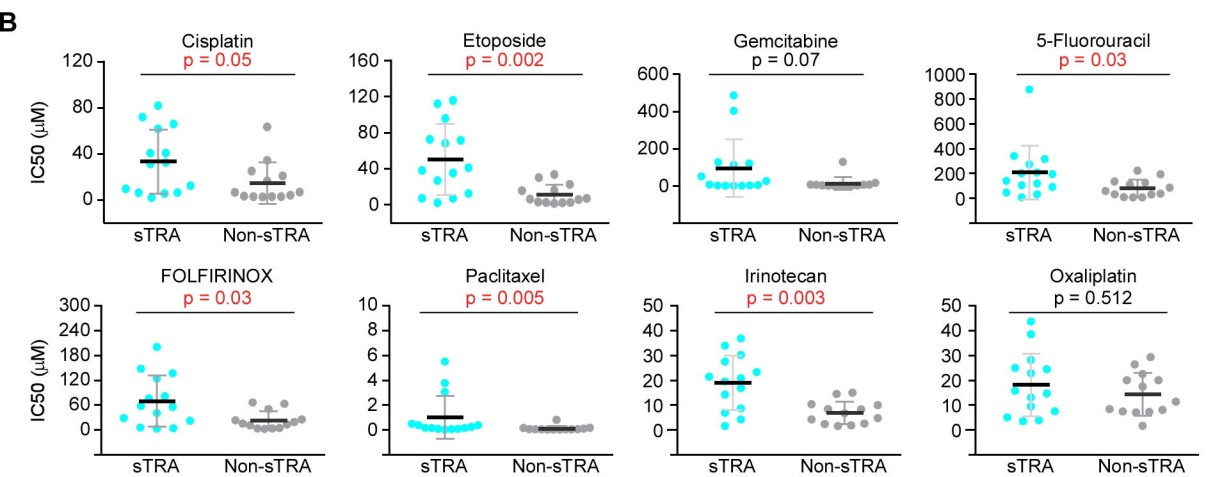 B
Cisplatin
p = 0.05
IC50 (µM)
120
80
40
0
sTRA Non-sTRA
Etoposide
p = 0.002
160
120
80
40
0
sTRA Non-sTRA
Gemcitabine
p = 0.07
600
400
200
0
sTRA Non-sTRA
5-Fluorouracil
p = 0.03
1000
800
600
400
200
0
sTRA Non-sTRA
FOLFIRINOX
p = 0.03
IC50 (µM)
300
240
180
120
60
0
sTRA Non-sTRA
Paclitaxel
p = 0.005
10
8
6
4
2
0
sTRA Non-sTRA
Irinotecan
p = 0.003
50
40
30
20
10
0
sTRA Non-sTRA
Oxaliplatin
p = 0.512
50
40
30
20
10
0
sTRA Non-sTRA